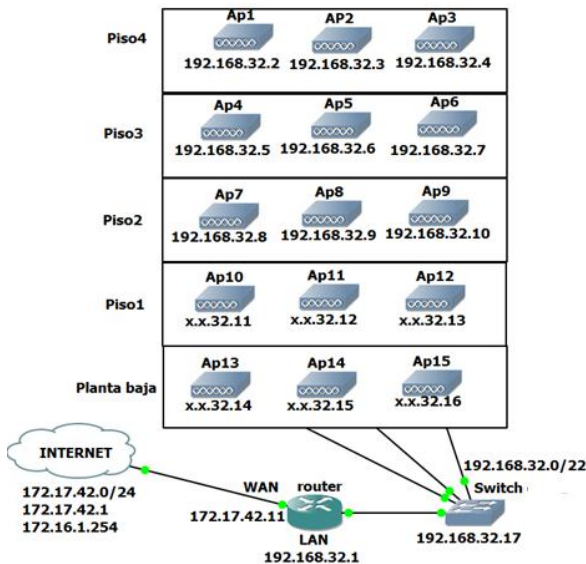 Piso4
Ap1 AP2 Ap3
192.168.32.2 192.168.32.3 192.168.32.4
Piso3
Ap4 Ap5 Ap6
192.168.32.5 192.168.32.6 192.168.32.7
Piso2
Ap7 Ap8 Ap9
192.168.32.8 192.168.32.9 192.168.32.10
Piso1
Ap10 Ap11 Ap12
x.x.32.11 x.x.32.12 x.x.32.13
Planta baja
Ap13 Ap14 Ap15
x.x.32.14 x.x.32.15 x.x.32.16
INTERNET
172.17.42.0/24
172.17.42.1
172.16.1.254
WAN router
172.17.42.11
LAN
192.168.32.1
192.168.32.0/22
Switch
192.168.32.17